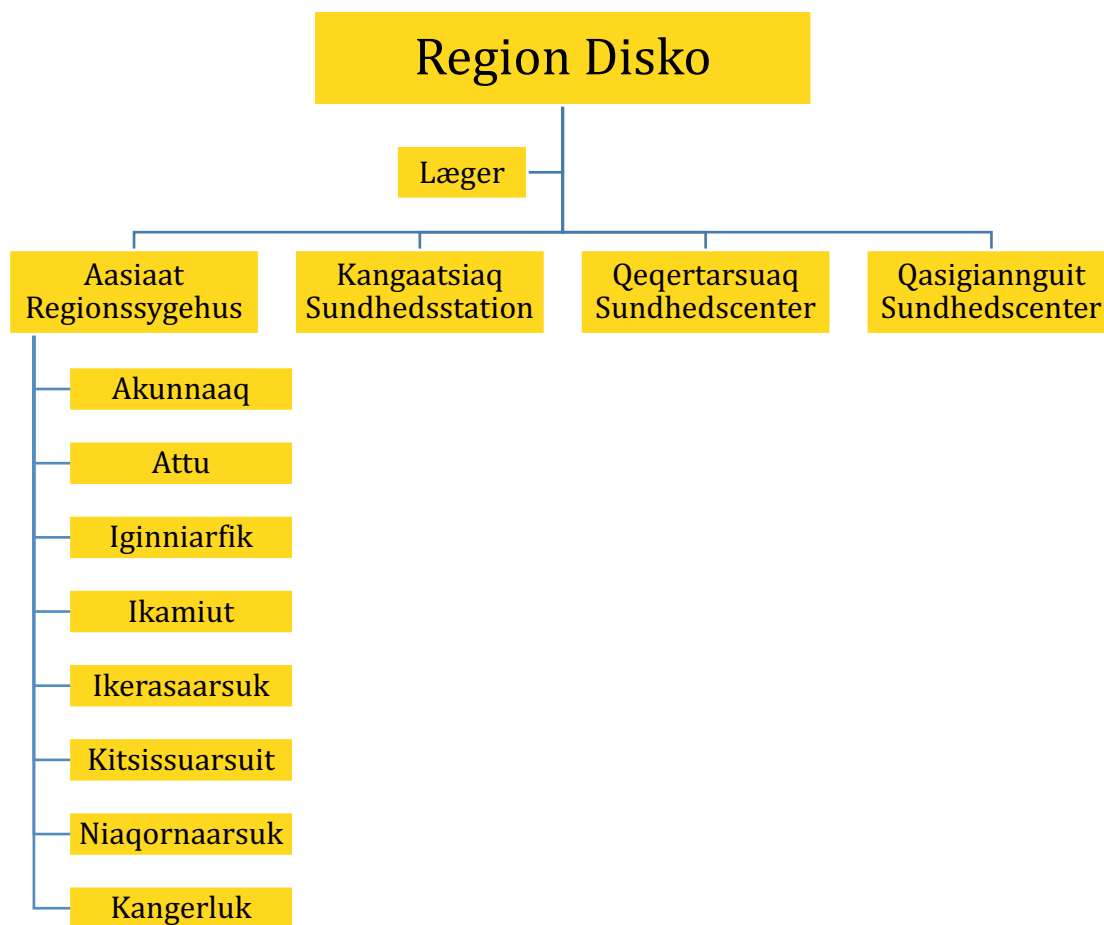 Region Disko
Læger
Aasiaat
Regionssygehus
Kangaatsiaq
Sundhedsstation
Qeqertarsuaq
Sundhedscenter
Qasigiannguit
Sundhedscenter
Akunnaaq
Attu
Iginniarfik
Ikamiut
Ikerasaarsuk
Kitsissuarsuit
Niaqornaarsuk
Kangerluk